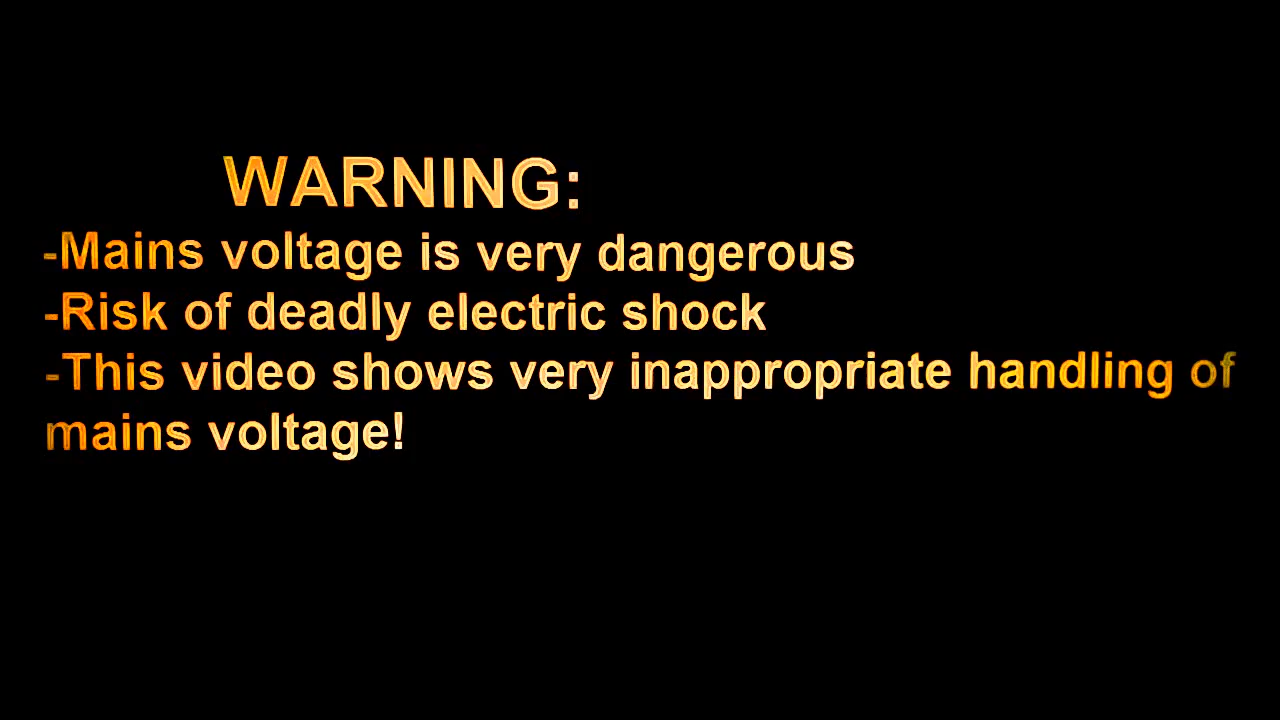 WARNING:
-Mains voltage is very dangerous
-Risk of deadly electric shock
-This video shows very inappropriate handling of
mains voltage!